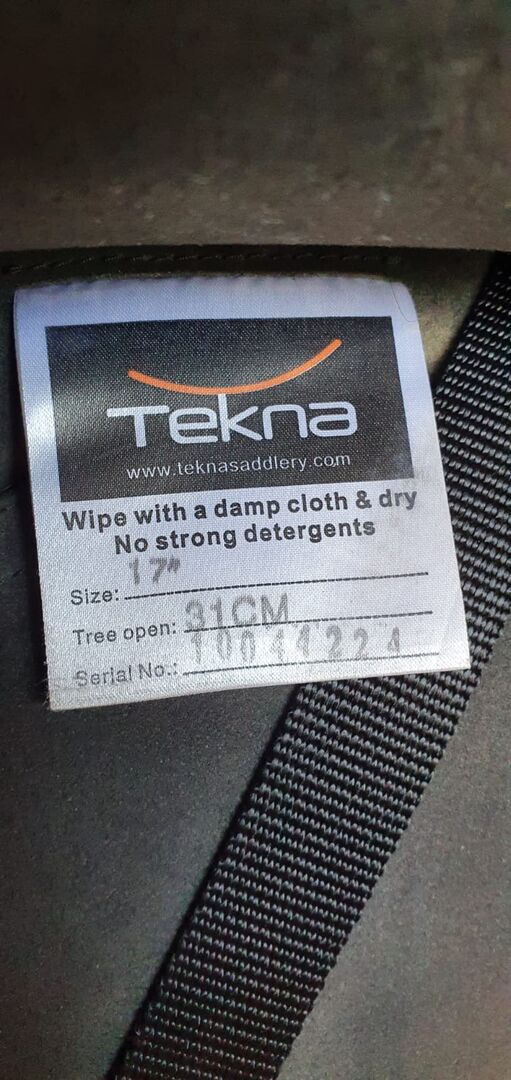 Tekna
www.teknasaddlery.com
Wipe with a damp cloth & dry
No strong detergents
Size: 17"
Tree open: 31CM
Serial No.: 10044224